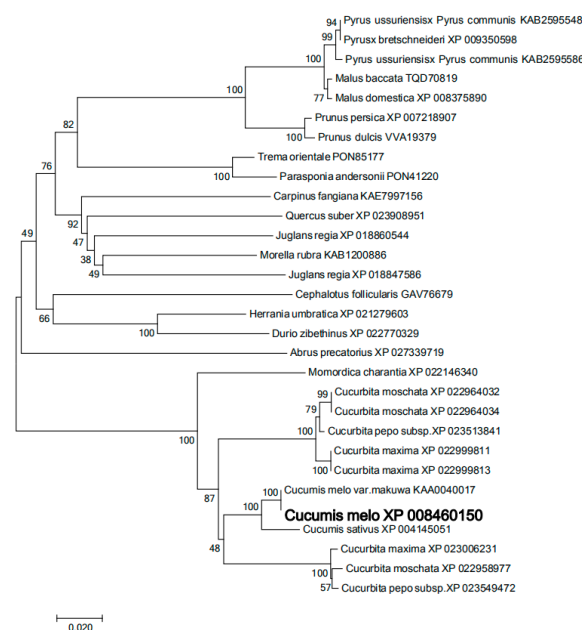 94
Pyrus ussuriensisx Pyrus communis KAB2595548
99
Pyrusx bretschneideri XP 009350598
100
Pyrus ussuriensisx Pyrus communis KAB2595586
Malus baccata TQD70819
100
77
Malus domestica XP 008375890
Prunus persica XP 007218907
82
100
Prunus dulcis VVA19379
Trema orientale PON85177
76
100
Parasponia andersonii PON41220
Carpinus fangiana KAE7997156
92
Quercus suber XP 023908951
49
47
Juglans regia XP 018860544
38
Morella rubra KAB1200886
49
Juglans regia XP 018847586
Cephalotus follicularis GAV76679
66
Herrania umbratica XP 021279603
100
Durio zibethinus XP 022770329
Abrus precatorius XP 027339719
Momordica charantia XP 022146340
99
Cucurbita moschata XP 022964032
79
Cucurbita moschata XP 022964034
100
100
Cucurbita pepo subsp.XP 023513841
Cucurbita maxima XP 022999811
100
Cucurbita maxima XP 022999813
87
100
Cucumis melo var.makuwa KAA0040017
100
Cucumis melo XP 008460150
Cucumis sativus XP 004145051
48
Cucurbita maxima XP 023006231
100
Cucurbita moschata XP 022958977
57
Cucurbita pepo subsp.XP 023549472
0.020